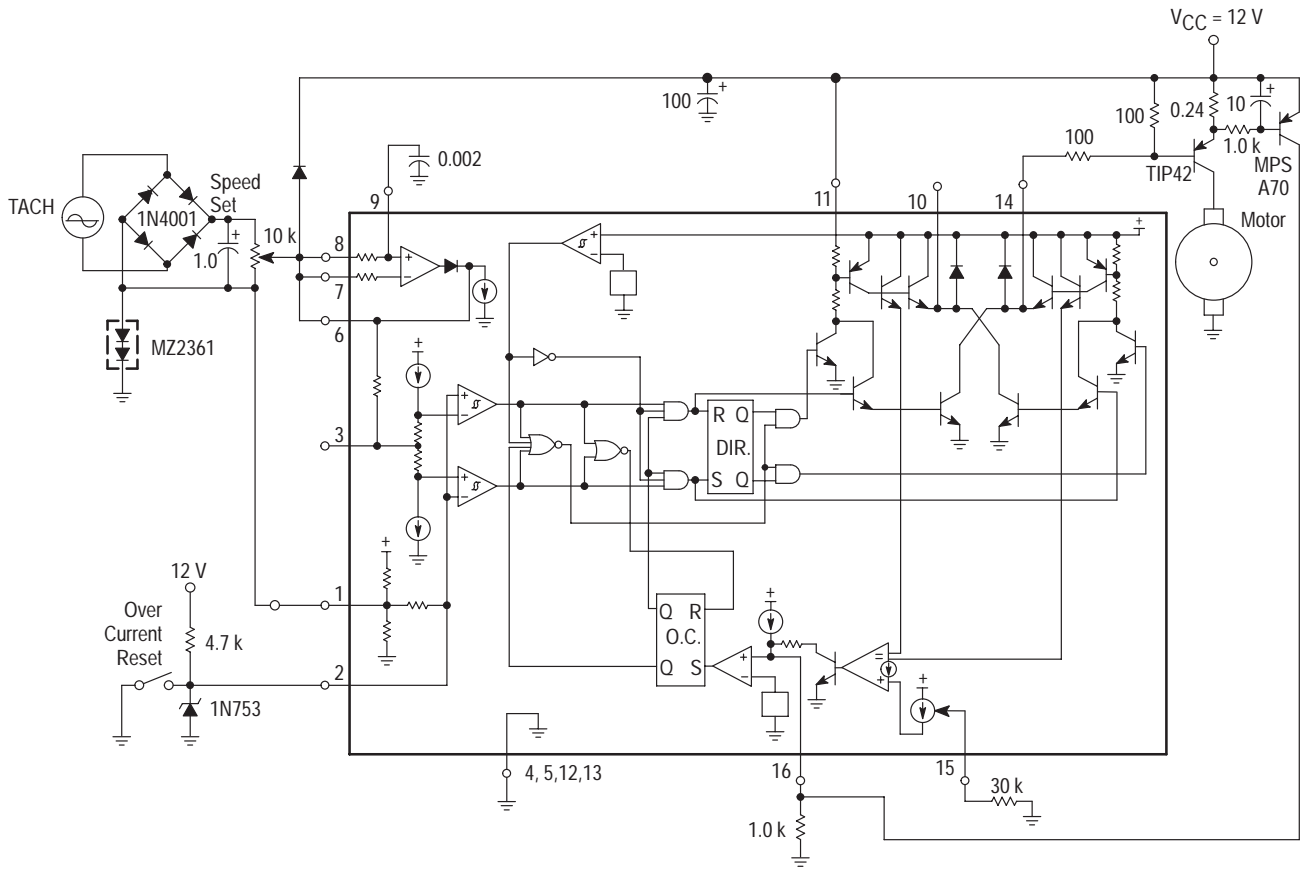 V_CC = 12 V
100
+
0.24
10
+
100
100
1.0 k
TIP42
MPS
A70
Motor
0.002
TACH
Speed
Set
1N4001
10 k
1.0
+
9
11
10
14
8
7
6
+
-
+
-
+
MZ2361
+
+
-
3
+
-
R Q
DIR.
S Q
+
12 V
1
Over
Current
Reset
4.7 k
2
1N753
Q R
O.C.
Q S
+
+
-
=
+
+
4, 5,12,13
16
15
30 k
1.0 k